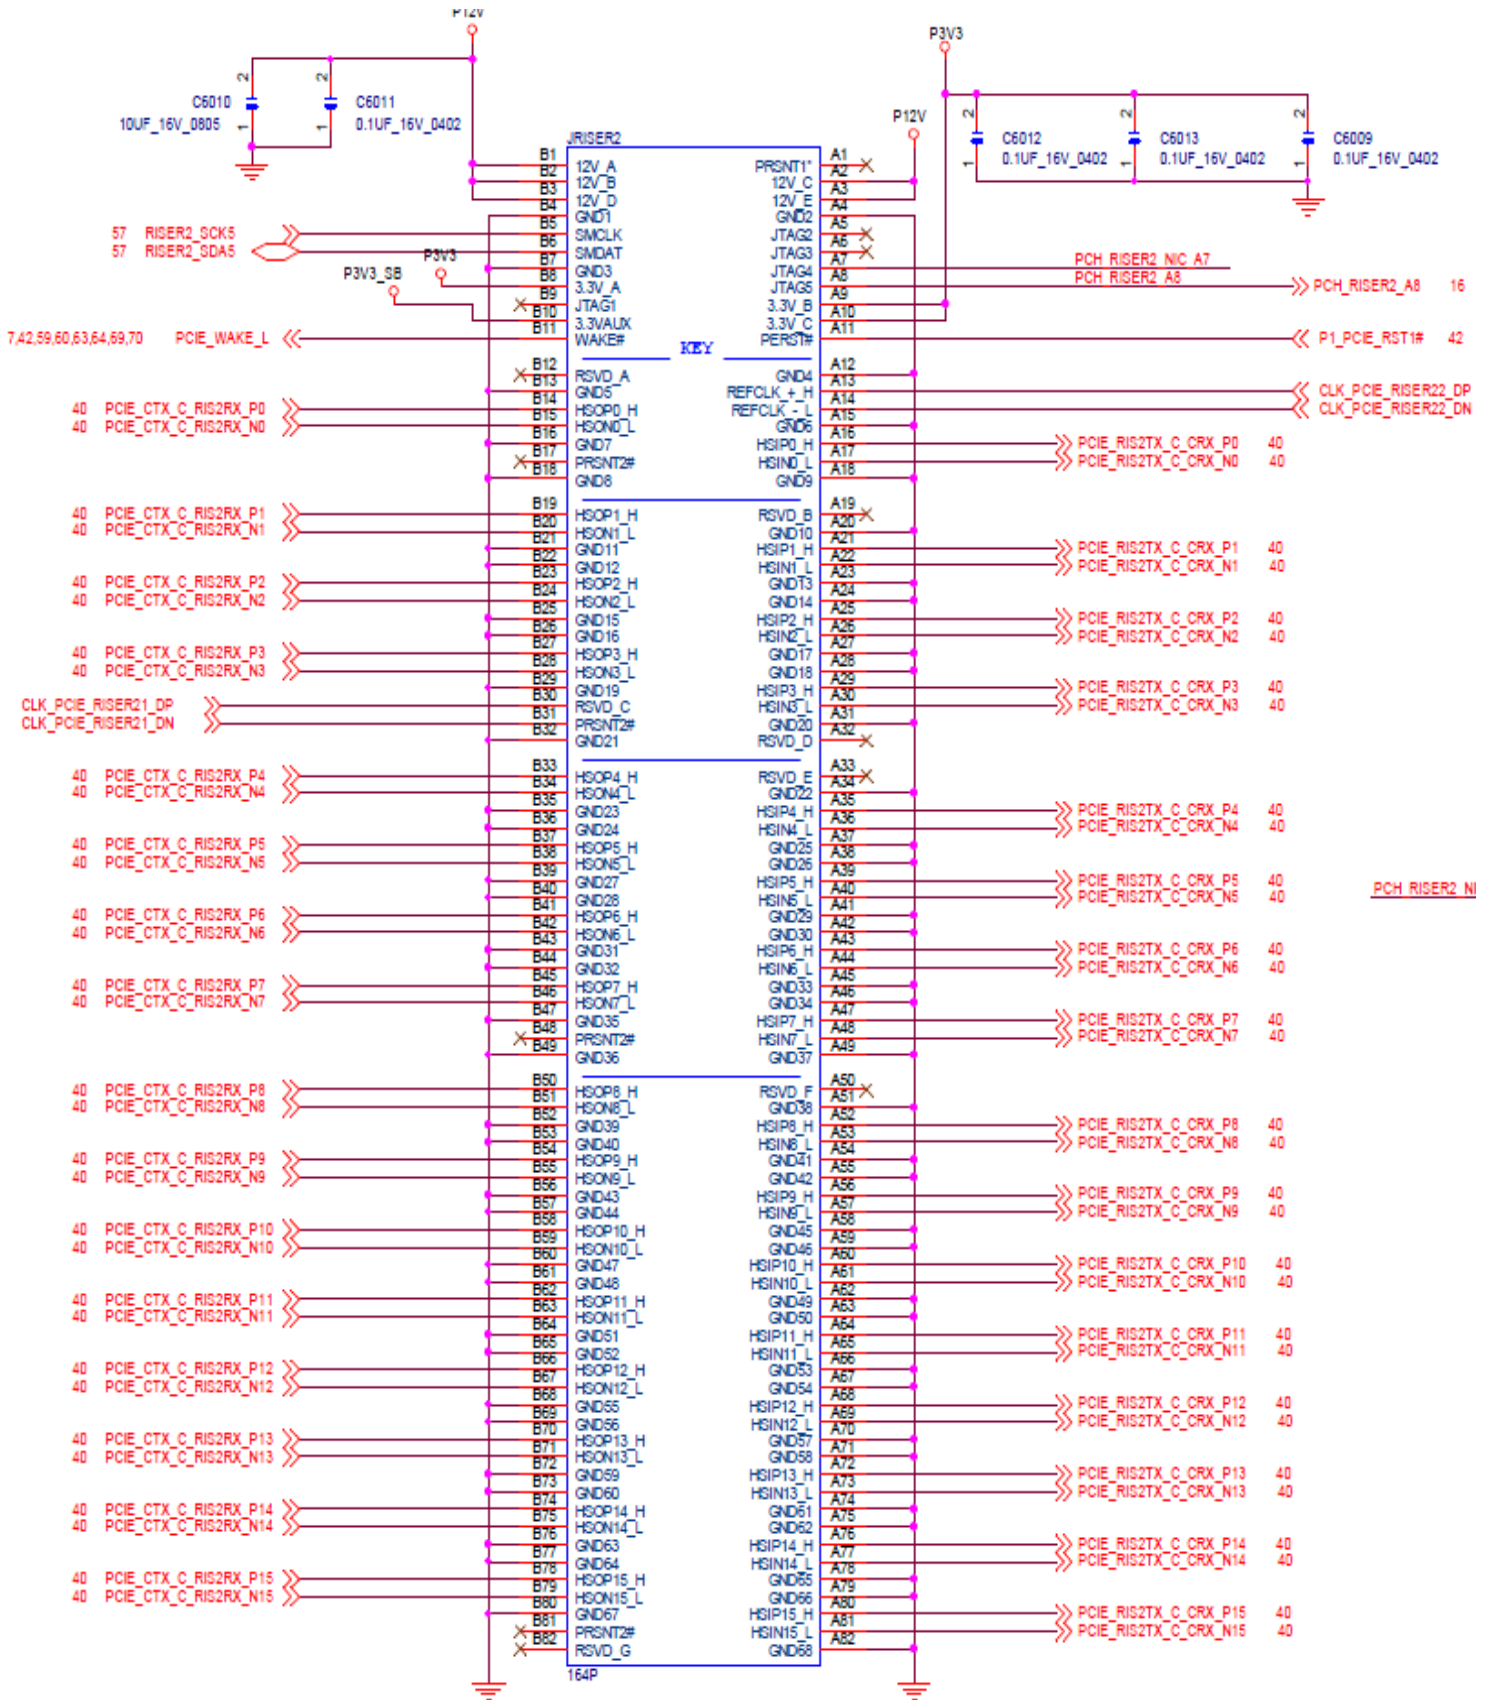 P12V
P3V3
2 2 2 2 2
C6010 C6011 P12V C6012 C6013 C6009
10UF_16V_0805 0.1UF_16V_0402 0.1UF_16V_0402 0.1UF_16V_0402 0.1UF_16V_0402
1 1 1 1 1
JRISER2
B1 12V_A PRSNT1* A1
B2 12V_B 12V_C A2
B3 12V_D 12V_E A3
B4 GND1 GND2 A4
57 RISER2_SCK5 B5 SMCLK JTAG2 A5
57 RISER2_SDA5 B6 SMDAT JTAG3 A6
P3V3 B7 GND3 JTAG4 A7 PCH_RISER2_NIC_A7
P3V3_SB B8 3.3V_A JTAG5 A8 PCH_RISER2_A8 PCH_RISER2_A8 16
B9 JTAG1 3.3V_B A9
B10 3.3VAUX 3.3V_C A10
7,42,59,60,63,64,69,70 PCIE_WAKE_L B11 WAKE# PERST# A11 P1_PCIE_RST1# 42
KEY
B12 RSVD_A GND4 A12
B13 GND5 REFCLK_+_H A13 CLK_PCIE_RISER22_DP
40 PCIE_CTX_C_RIS2RX_P0 B14 HSOP0_H REFCLK_-_L A14 CLK_PCIE_RISER22_DN
40 PCIE_CTX_C_RIS2RX_N0 B15 HSON0_L GND6 A15
B16 GND7 HSIP0_H A16 PCIE_RIS2TX_C_CRX_P0 40
B17 PRSNT2# HSIN0_L A17 PCIE_RIS2TX_C_CRX_N0 40
B18 GND8 GND9 A18
40 PCIE_CTX_C_RIS2RX_P1 B19 HSOP1_H RSVD_B A19
40 PCIE_CTX_C_RIS2RX_N1 B20 HSON1_L GND10 A20
B21 GND11 HSIP1_H A21 PCIE_RIS2TX_C_CRX_P1 40
B22 GND12 HSIN1_L A22 PCIE_RIS2TX_C_CRX_N1 40
40 PCIE_CTX_C_RIS2RX_P2 B23 HSOP2_H GND13 A23
40 PCIE_CTX_C_RIS2RX_N2 B24 HSON2_L GND14 A24
B25 GND15 HSIP2_H A25 PCIE_RIS2TX_C_CRX_P2 40
B26 GND16 HSIN2_L A26 PCIE_RIS2TX_C_CRX_N2 40
40 PCIE_CTX_C_RIS2RX_P3 B27 HSOP3_H GND17 A27
40 PCIE_CTX_C_RIS2RX_N3 B28 HSON3_L GND18 A28
B29 GND19 HSIP3_H A29 PCIE_RIS2TX_C_CRX_P3 40
CLK_PCIE_RISER21_DP B30 RSVD_C HSIN3_L A30 PCIE_RIS2TX_C_CRX_N3 40
CLK_PCIE_RISER21_DN B31 PRSNT2# GND20 A31
B32 GND21 RSVD_D A32
40 PCIE_CTX_C_RIS2RX_P4 B33 HSOP4_H RSVD_E A33
40 PCIE_CTX_C_RIS2RX_N4 B34 HSON4_L GND22 A34
B35 GND23 HSIP4_H A35 PCIE_RIS2TX_C_CRX_P4 40
B36 GND24 HSIN4_L A36 PCIE_RIS2TX_C_CRX_N4 40
40 PCIE_CTX_C_RIS2RX_P5 B37 HSOP5_H GND25 A37
40 PCIE_CTX_C_RIS2RX_N5 B38 HSON5_L GND26 A38
B39 GND27 HSIP5_H A39 PCIE_RIS2TX_C_CRX_P5 40
B40 GND28 HSIN5_L A40 PCIE_RIS2TX_C_CRX_N5 40 PCH_RISER2_NI
40 PCIE_CTX_C_RIS2RX_P6 B41 HSOP6_H GND29 A41
40 PCIE_CTX_C_RIS2RX_N6 B42 HSON6_L GND30 A42
B43 GND31 HSIP6_H A43 PCIE_RIS2TX_C_CRX_P6 40
B44 GND32 HSIN6_L A44 PCIE_RIS2TX_C_CRX_N6 40
40 PCIE_CTX_C_RIS2RX_P7 B45 HSOP7_H GND33 A45
40 PCIE_CTX_C_RIS2RX_N7 B46 HSON7_L GND34 A46
B47 GND35 HSIP7_H A47 PCIE_RIS2TX_C_CRX_P7 40
B48 PRSNT2# HSIN7_L A48 PCIE_RIS2TX_C_CRX_N7 40
B49 GND36 GND37 A49
40 PCIE_CTX_C_RIS2RX_P8 B50 HSOP8_H RSVD_F A50
40 PCIE_CTX_C_RIS2RX_N8 B51 HSON8_L GND38 A51
B52 GND39 HSIP8_H A52 PCIE_RIS2TX_C_CRX_P8 40
B53 GND40 HSIN8_L A53 PCIE_RIS2TX_C_CRX_N8 40
40 PCIE_CTX_C_RIS2RX_P9 B54 HSOP9_H GND41 A54
40 PCIE_CTX_C_RIS2RX_N9 B55 HSON9_L GND42 A55
B56 GND43 HSIP9_H A56 PCIE_RIS2TX_C_CRX_P9 40
B57 GND44 HSIN9_L A57 PCIE_RIS2TX_C_CRX_N9 40
40 PCIE_CTX_C_RIS2RX_P10 B58 HSOP10_H GND45 A58
40 PCIE_CTX_C_RIS2RX_N10 B59 HSON10_L GND46 A59
B60 GND47 HSIP10_H A60 PCIE_RIS2TX_C_CRX_P10 40
B61 GND48 HSIN10_L A61 PCIE_RIS2TX_C_CRX_N10 40
40 PCIE_CTX_C_RIS2RX_P11 B62 HSOP11_H GND49 A62
40 PCIE_CTX_C_RIS2RX_N11 B63 HSON11_L GND50 A63
B64 GND51 HSIP11_H A64 PCIE_RIS2TX_C_CRX_P11 40
B65 GND52 HSIN11_L A65 PCIE_RIS2TX_C_CRX_N11 40
40 PCIE_CTX_C_RIS2RX_P12 B66 HSOP12_H GND53 A66
40 PCIE_CTX_C_RIS2RX_N12 B67 HSON12_L GND54 A67
B68 GND55 HSIP12_H A68 PCIE_RIS2TX_C_CRX_P12 40
B69 GND56 HSIN12_L A69 PCIE_RIS2TX_C_CRX_N12 40
40 PCIE_CTX_C_RIS2RX_P13 B70 HSOP13_H GND57 A70
40 PCIE_CTX_C_RIS2RX_N13 B71 HSON13_L GND58 A71
B72 GND59 HSIP13_H A72 PCIE_RIS2TX_C_CRX_P13 40
B73 GND60 HSIN13_L A73 PCIE_RIS2TX_C_CRX_N13 40
40 PCIE_CTX_C_RIS2RX_P14 B74 HSOP14_H GND61 A74
40 PCIE_CTX_C_RIS2RX_N14 B75 HSON14_L GND62 A75
B76 GND63 HSIP14_H A76 PCIE_RIS2TX_C_CRX_P14 40
B77 GND64 HSIN14_L A77 PCIE_RIS2TX_C_CRX_N14 40
40 PCIE_CTX_C_RIS2RX_P15 B78 HSOP15_H GND65 A78
40 PCIE_CTX_C_RIS2RX_N15 B79 HSON15_L GND66 A79
B80 GND67 HSIP15_H A80 PCIE_RIS2TX_C_CRX_P15 40
B81 PRSNT2# HSIN15_L A81 PCIE_RIS2TX_C_CRX_N15 40
B82 RSVD_G GND68 A82
164P